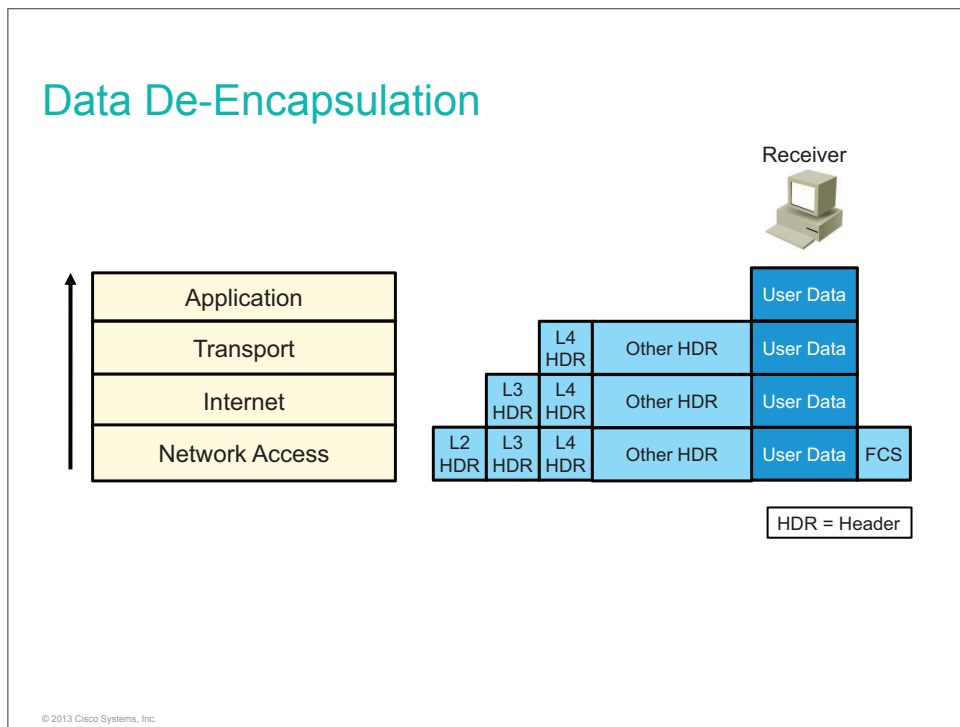 Data De-Encapsulation
Receiver
Application
User Data
Transport
L4
HDR
Other HDR
User Data
Internet
L3
HDR
L4
HDR
Other HDR
User Data
Network Access
L2
HDR
L3
HDR
L4
HDR
Other HDR
User Data
FCS
HDR = Header
© 2013 Cisco Systems, Inc.